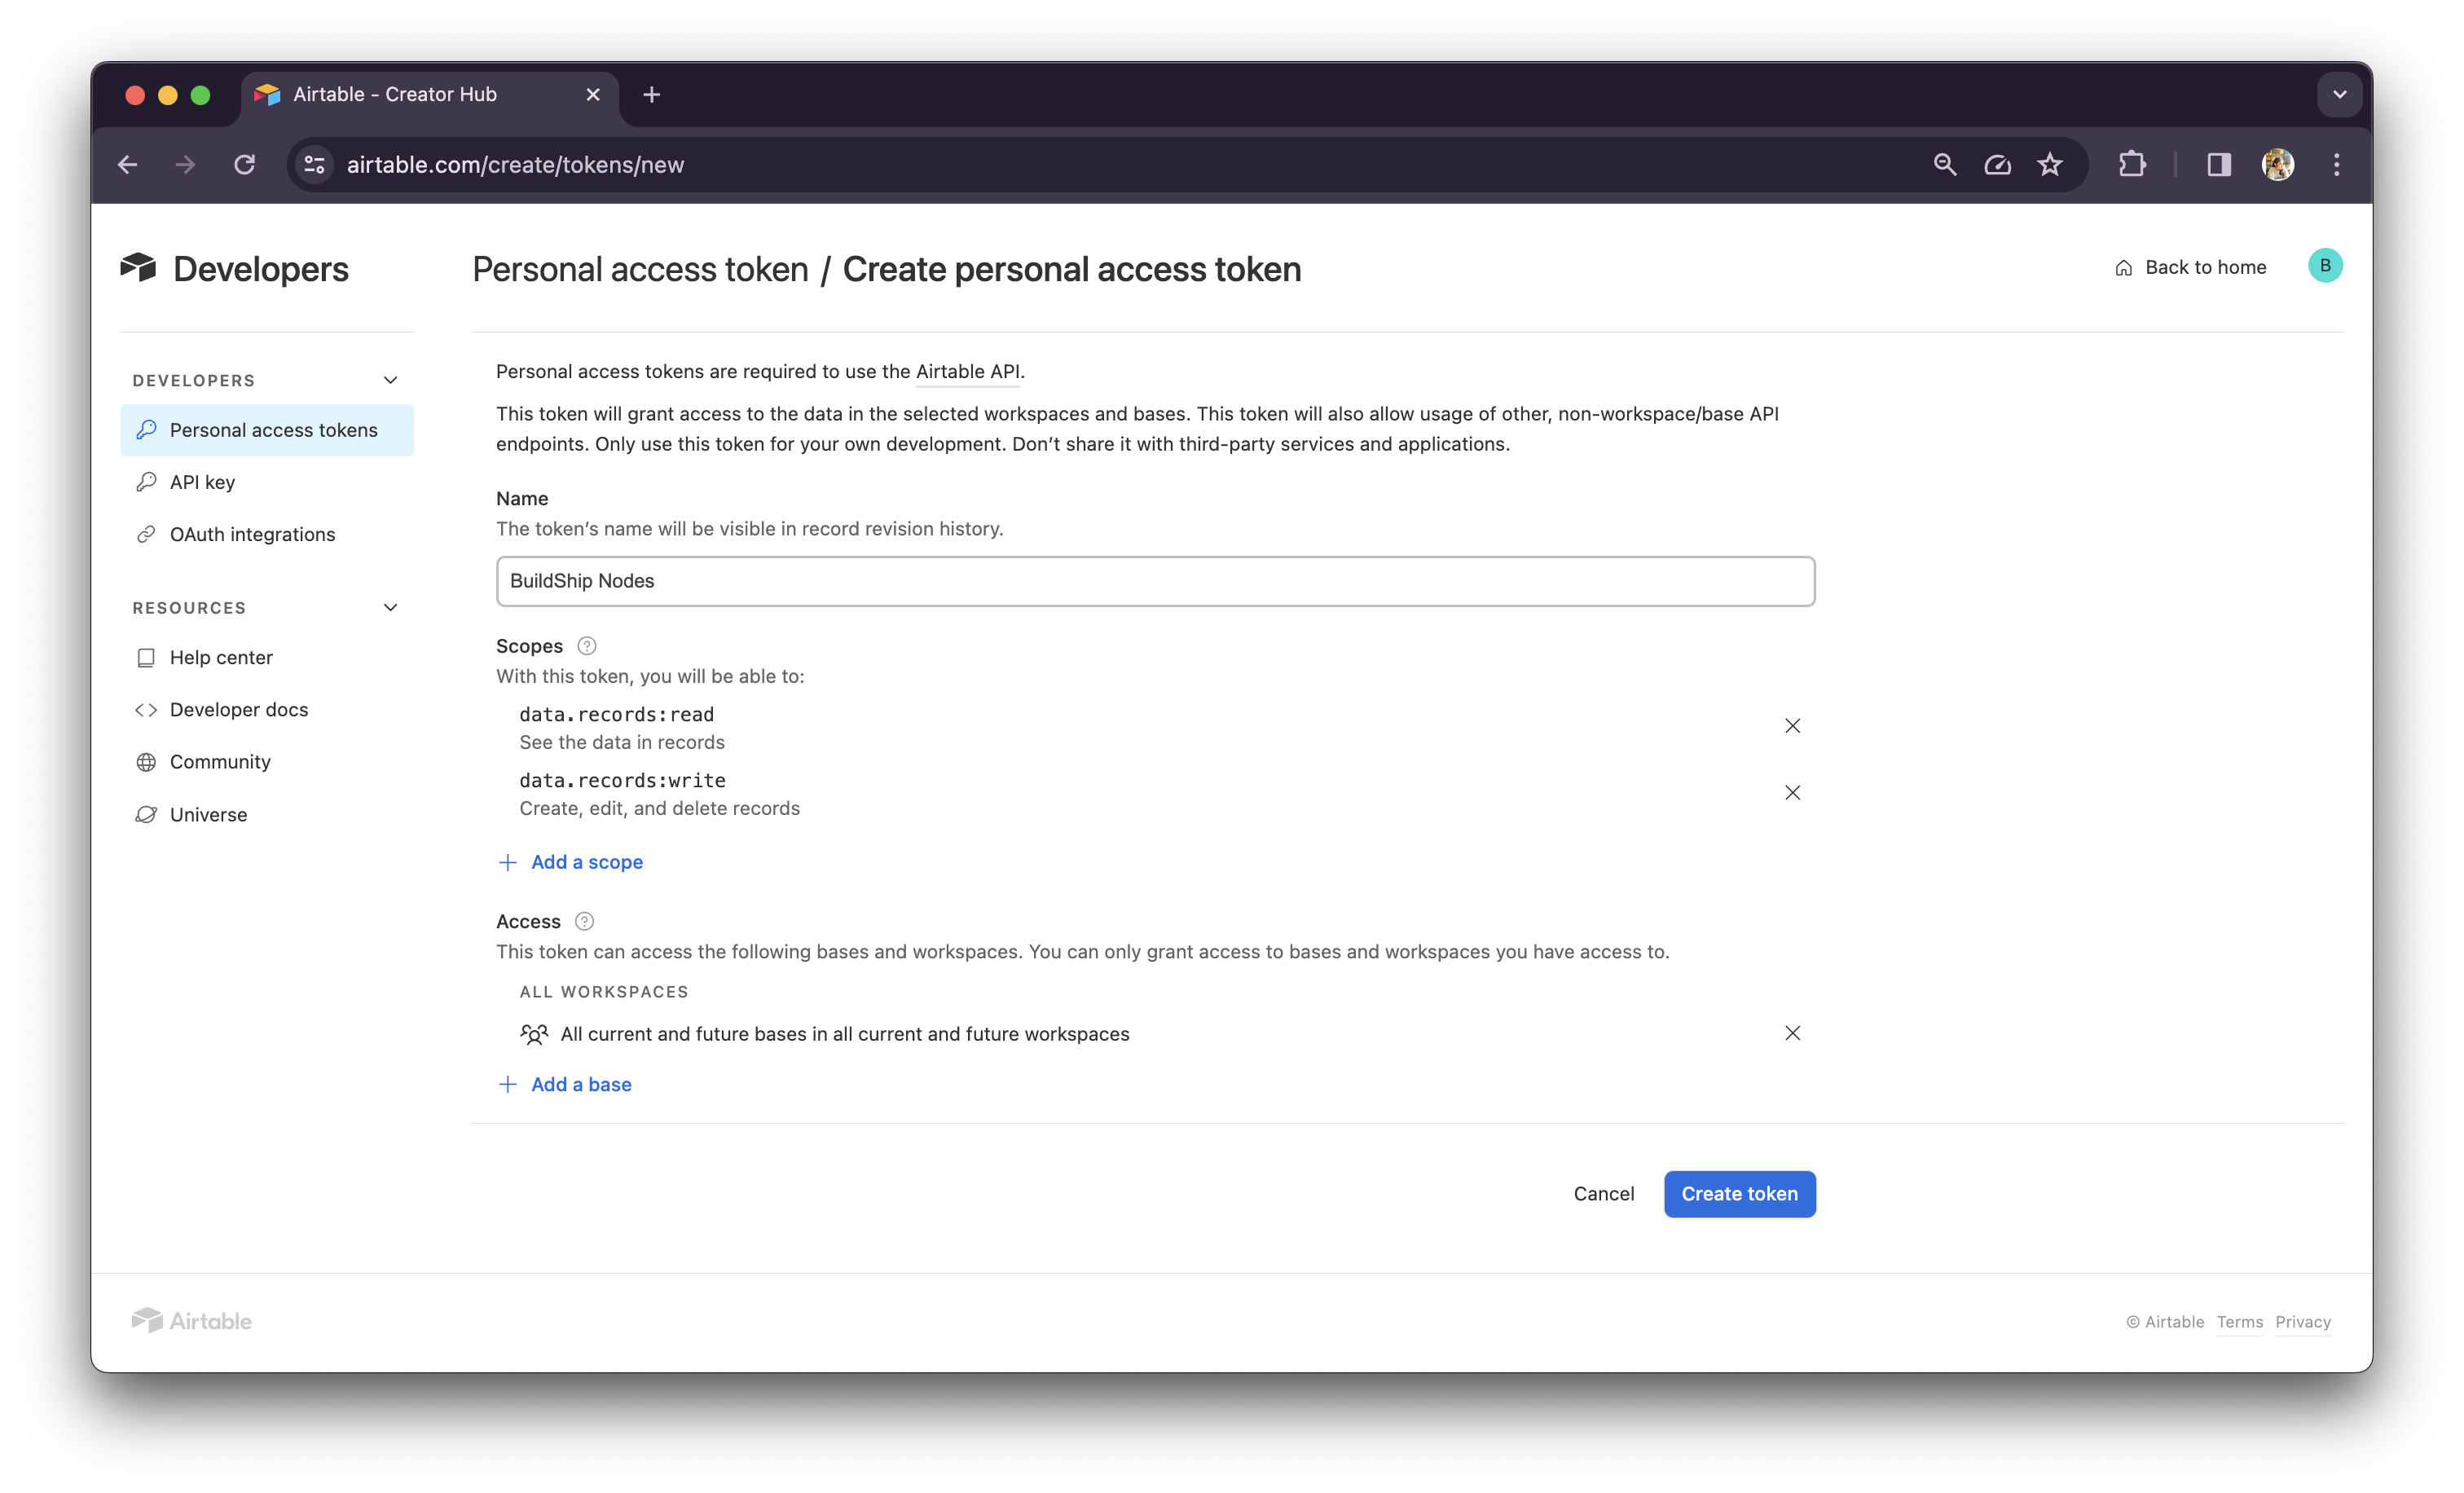 Airtable - Creator Hub
airtable.com/create/tokens/new
Developers
Personal access token / Create personal access token
Back to home
B
DEVELOPERS
Personal access tokens
API key
OAuth integrations
RESOURCES
Help center
Developer docs
Community
Universe
Personal access tokens are required to use the Airtable API.
This token will grant access to the data in the selected workspaces and bases. This token will also allow usage of other, non-workspace/base API
endpoints. Only use this token for your own development. Don’t share it with third-party services and applications.
Name
The token’s name will be visible in record revision history.
BuildShip Nodes
Scopes ?
With this token, you will be able to:
data.records:read
See the data in records
data.records:write
Create, edit, and delete records
+ Add a scope
Access ?
This token can access the following bases and workspaces. You can only grant access to bases and workspaces you have access to.
ALL WORKSPACES
All current and future bases in all current and future workspaces
+ Add a base
Cancel
Create token
Airtable
© Airtable Terms Privacy